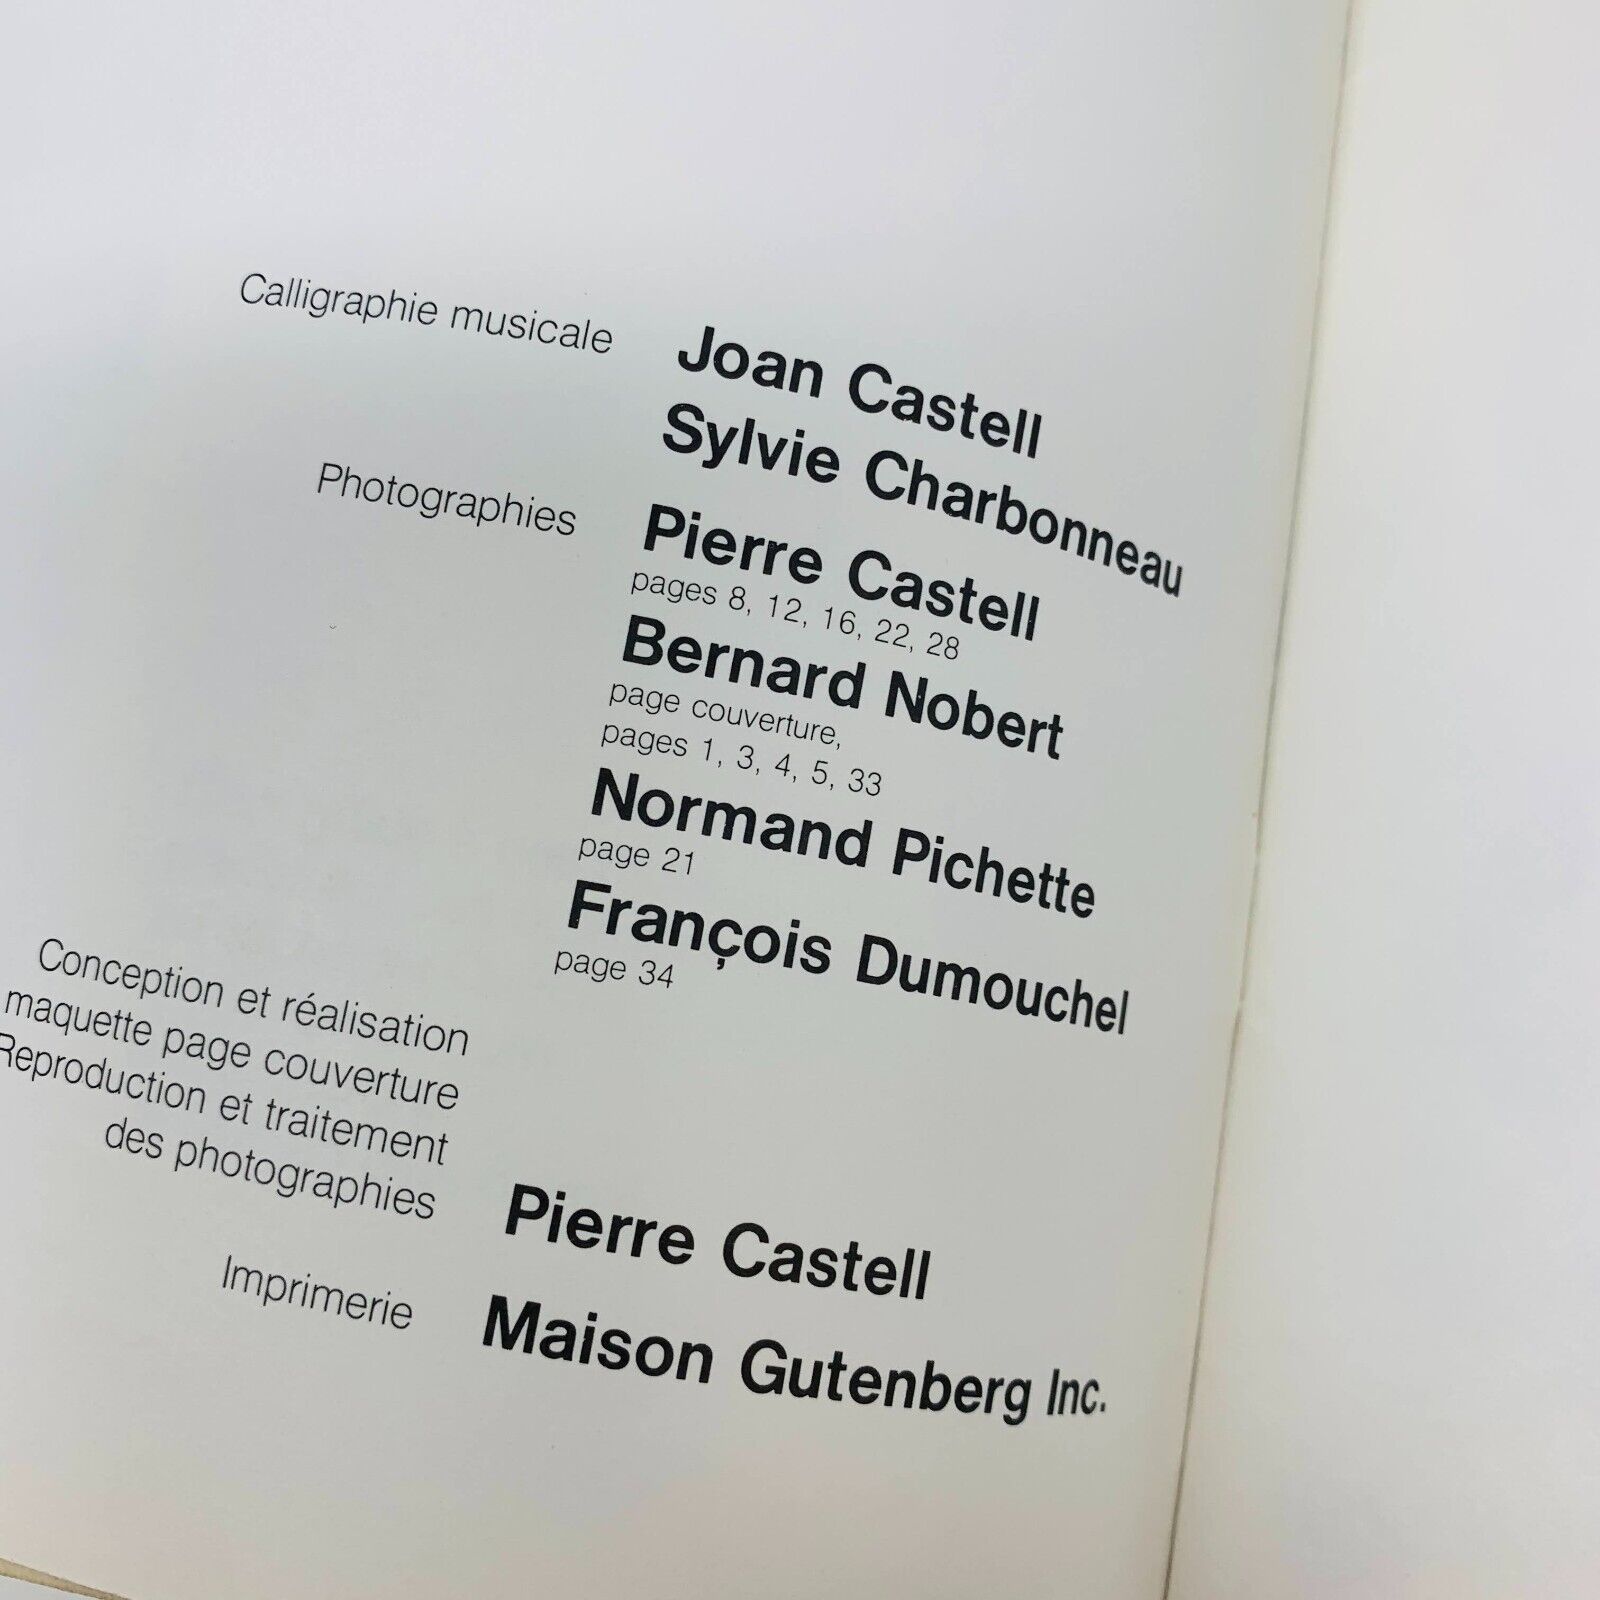 Calligraphie musicale Joan Castell
Sylvie Charbonneau
Photographies Pierre Castell
pages 8, 12, 16, 22, 28
Bernard Nobert
page couverture,
pages 1, 3, 4, 5, 33
Normand Pichette
page 21
François Dumouchel
page 34
Conception et réalisation
maquette page couverture
Reproduction et traitement
des photographies Pierre Castell
Imprimerie Maison Gutenberg Inc.